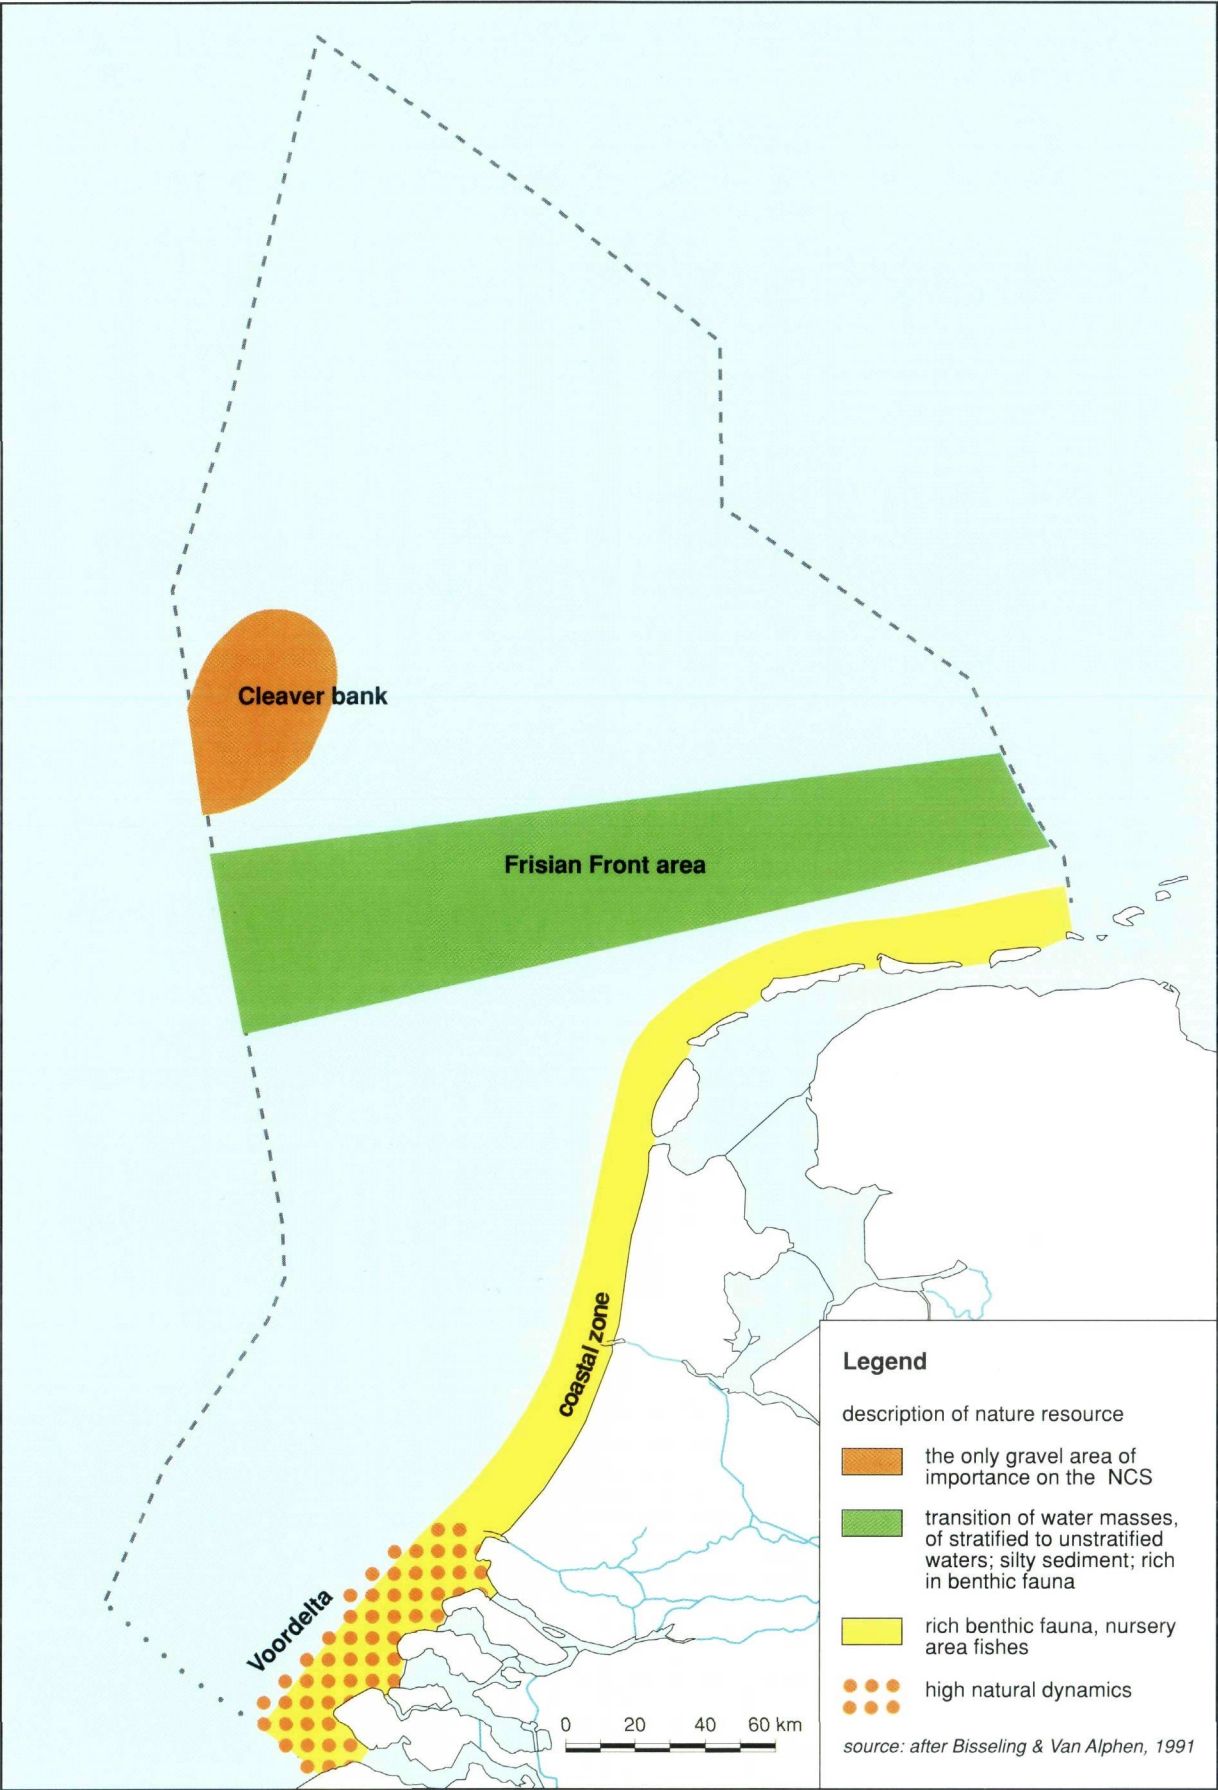 Cleaver bank
Frisian Front area
coastal zone
Voordelta
0 20 40 60 km
Legend
description of nature resource
the only gravel area of
importance on the NCS
transition of water masses,
of stratified to unstratified
waters; silty sediment; rich
in benthic fauna
rich benthic fauna, nursery
area fishes
high natural dynamics
source: after Bisseling & Van Alphen, 1991